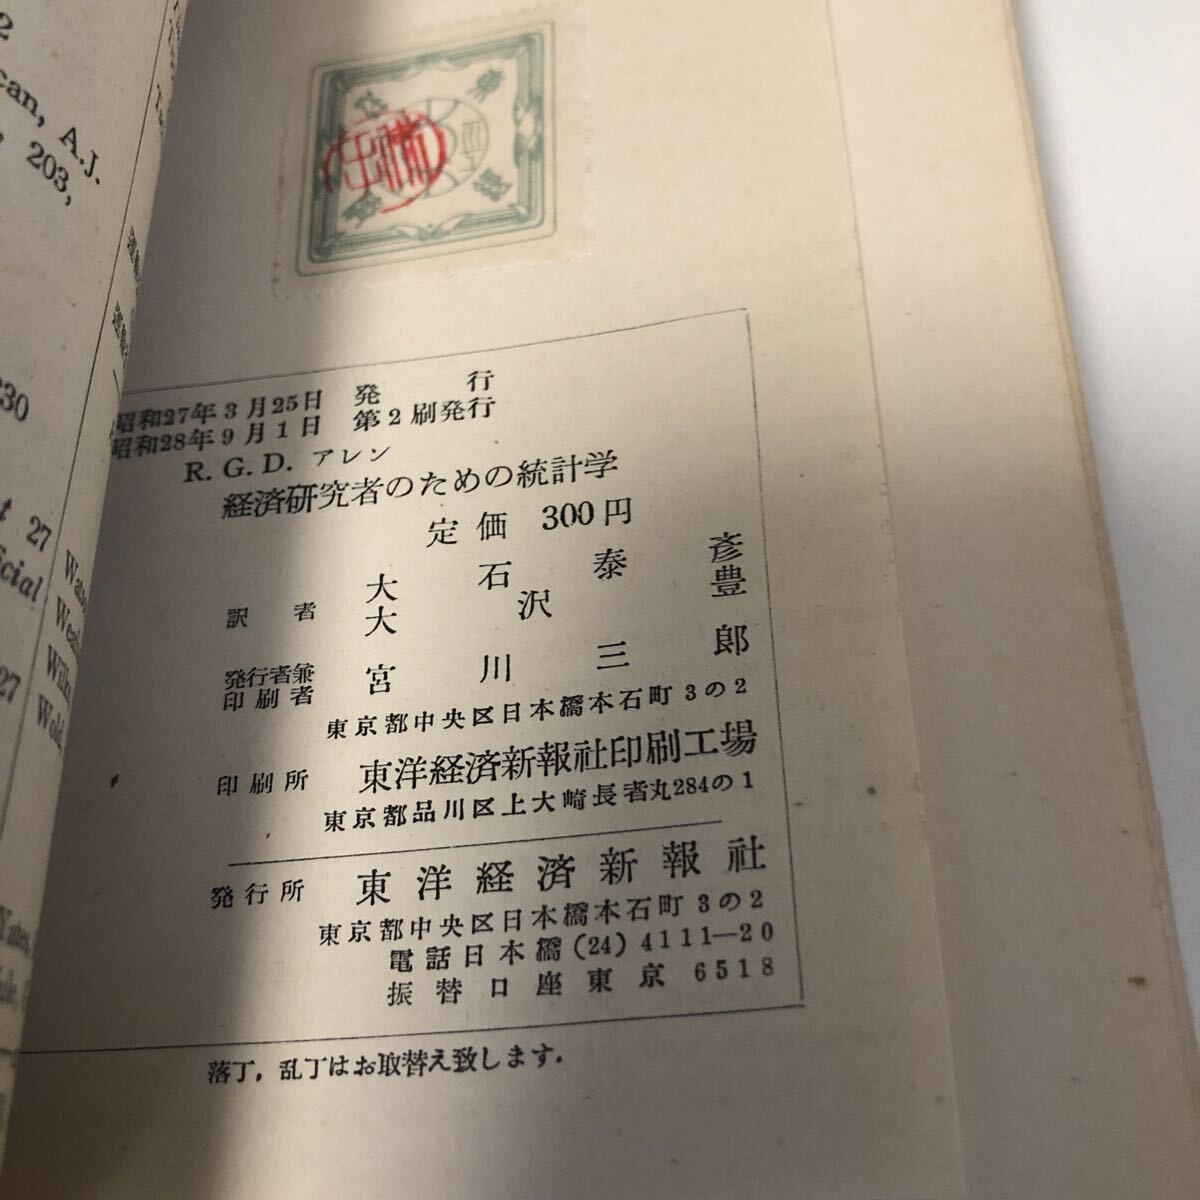 2
can, A.J.
203,
230
27
icial
27
昭和27年3月25日 発行
昭和28年9月1日 第2刷発行
R. G. D. アレン
経済研究者のための統計学
定価 300円
訳者 大石泰彦
大沢豊
発行者兼印刷者 宮川三郎
東京都中央区日本橋本石町3の2
印刷所 東洋経済新報社印刷工場
東京都品川区上大崎長者丸284の1
発行所 東洋経済新報社
東京都中央区日本橋本石町3の2
電話日本橋(24)4111—20
振替口座東京 6518
落丁,乱丁はお取替え致します.